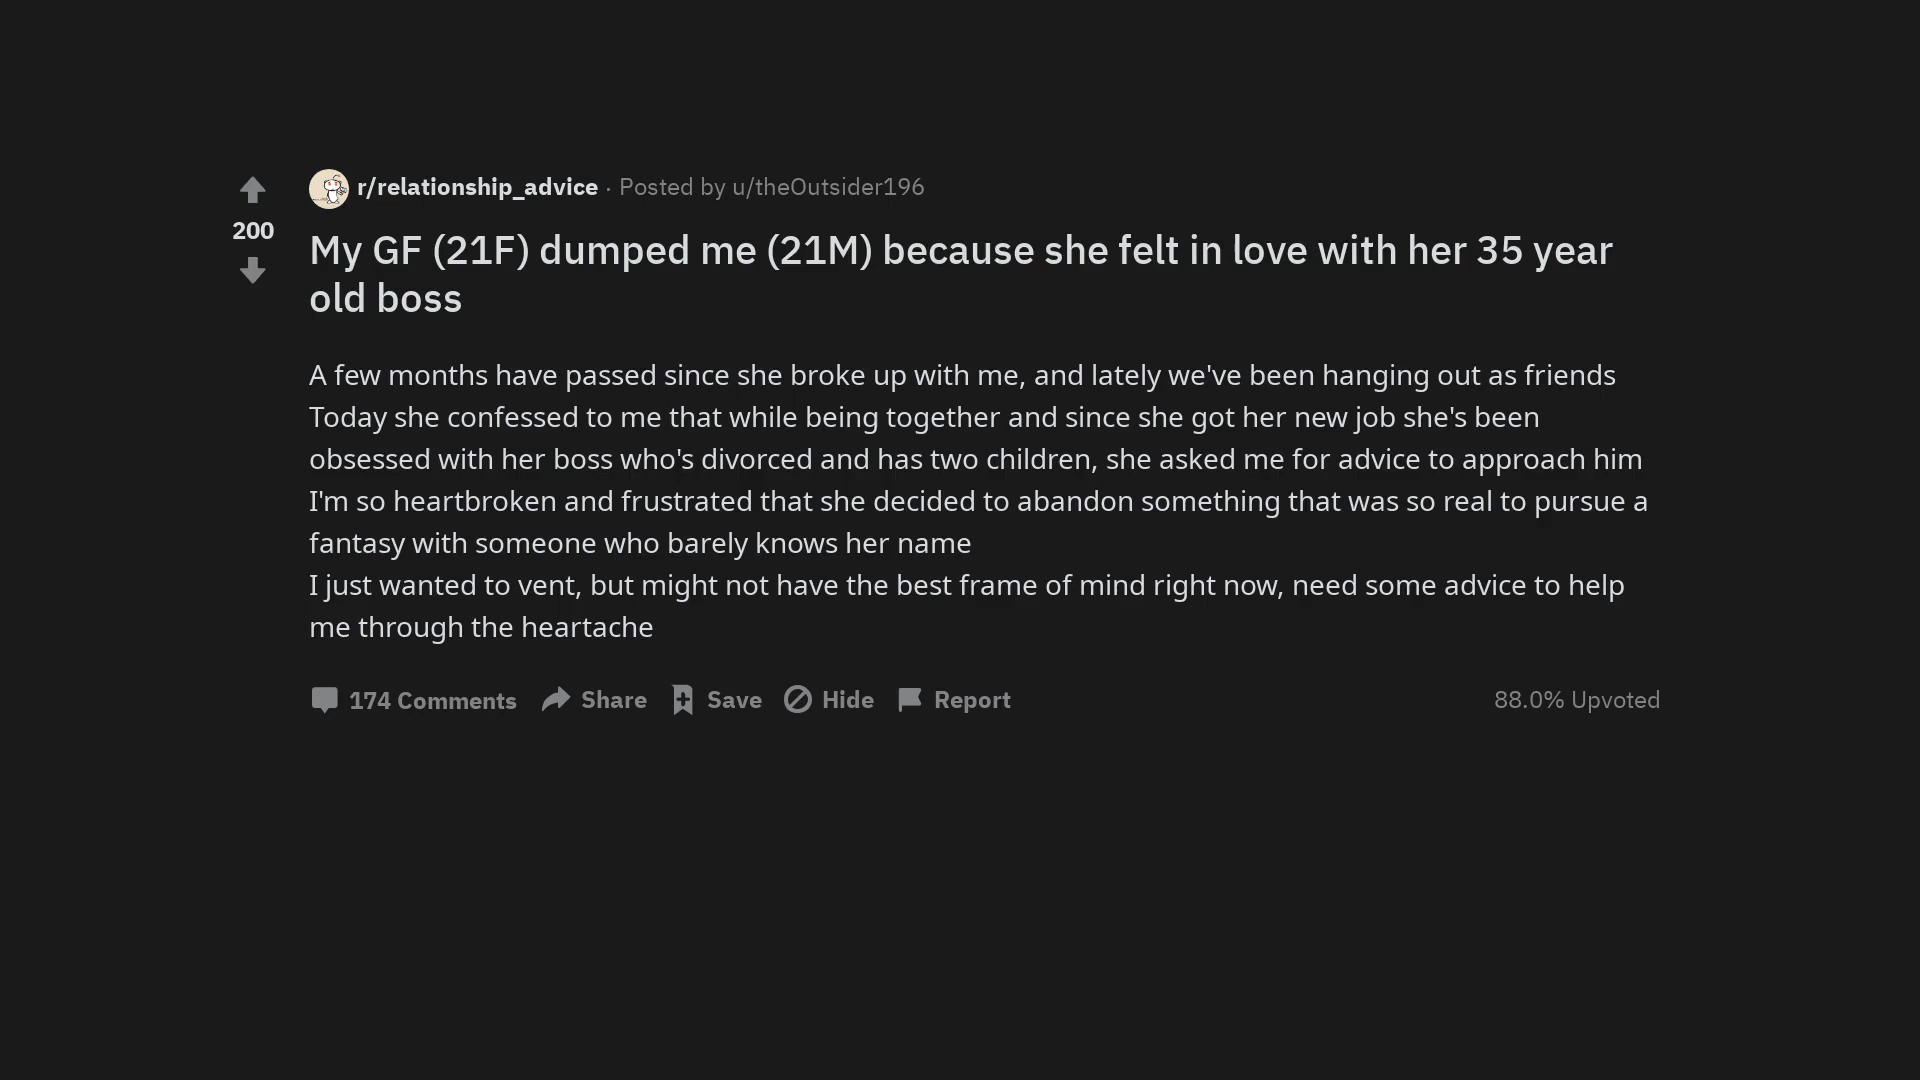 r/relationship_advice · Posted by u/theOutsider196
200
My GF (21F) dumped me (21M) because she felt in love with her 35 year
old boss
A few months have passed since she broke up with me, and lately we've been hanging out as friends
Today she confessed to me that while being together and since she got her new job she's been
obsessed with her boss who's divorced and has two children, she asked me for advice to approach him
I'm so heartbroken and frustrated that she decided to abandon something that was so real to pursue a
fantasy with someone who barely knows her name
I just wanted to vent, but might not have the best frame of mind right now, need some advice to help
me through the heartache
174 Comments Share Save Hide Report 88.0% Upvoted